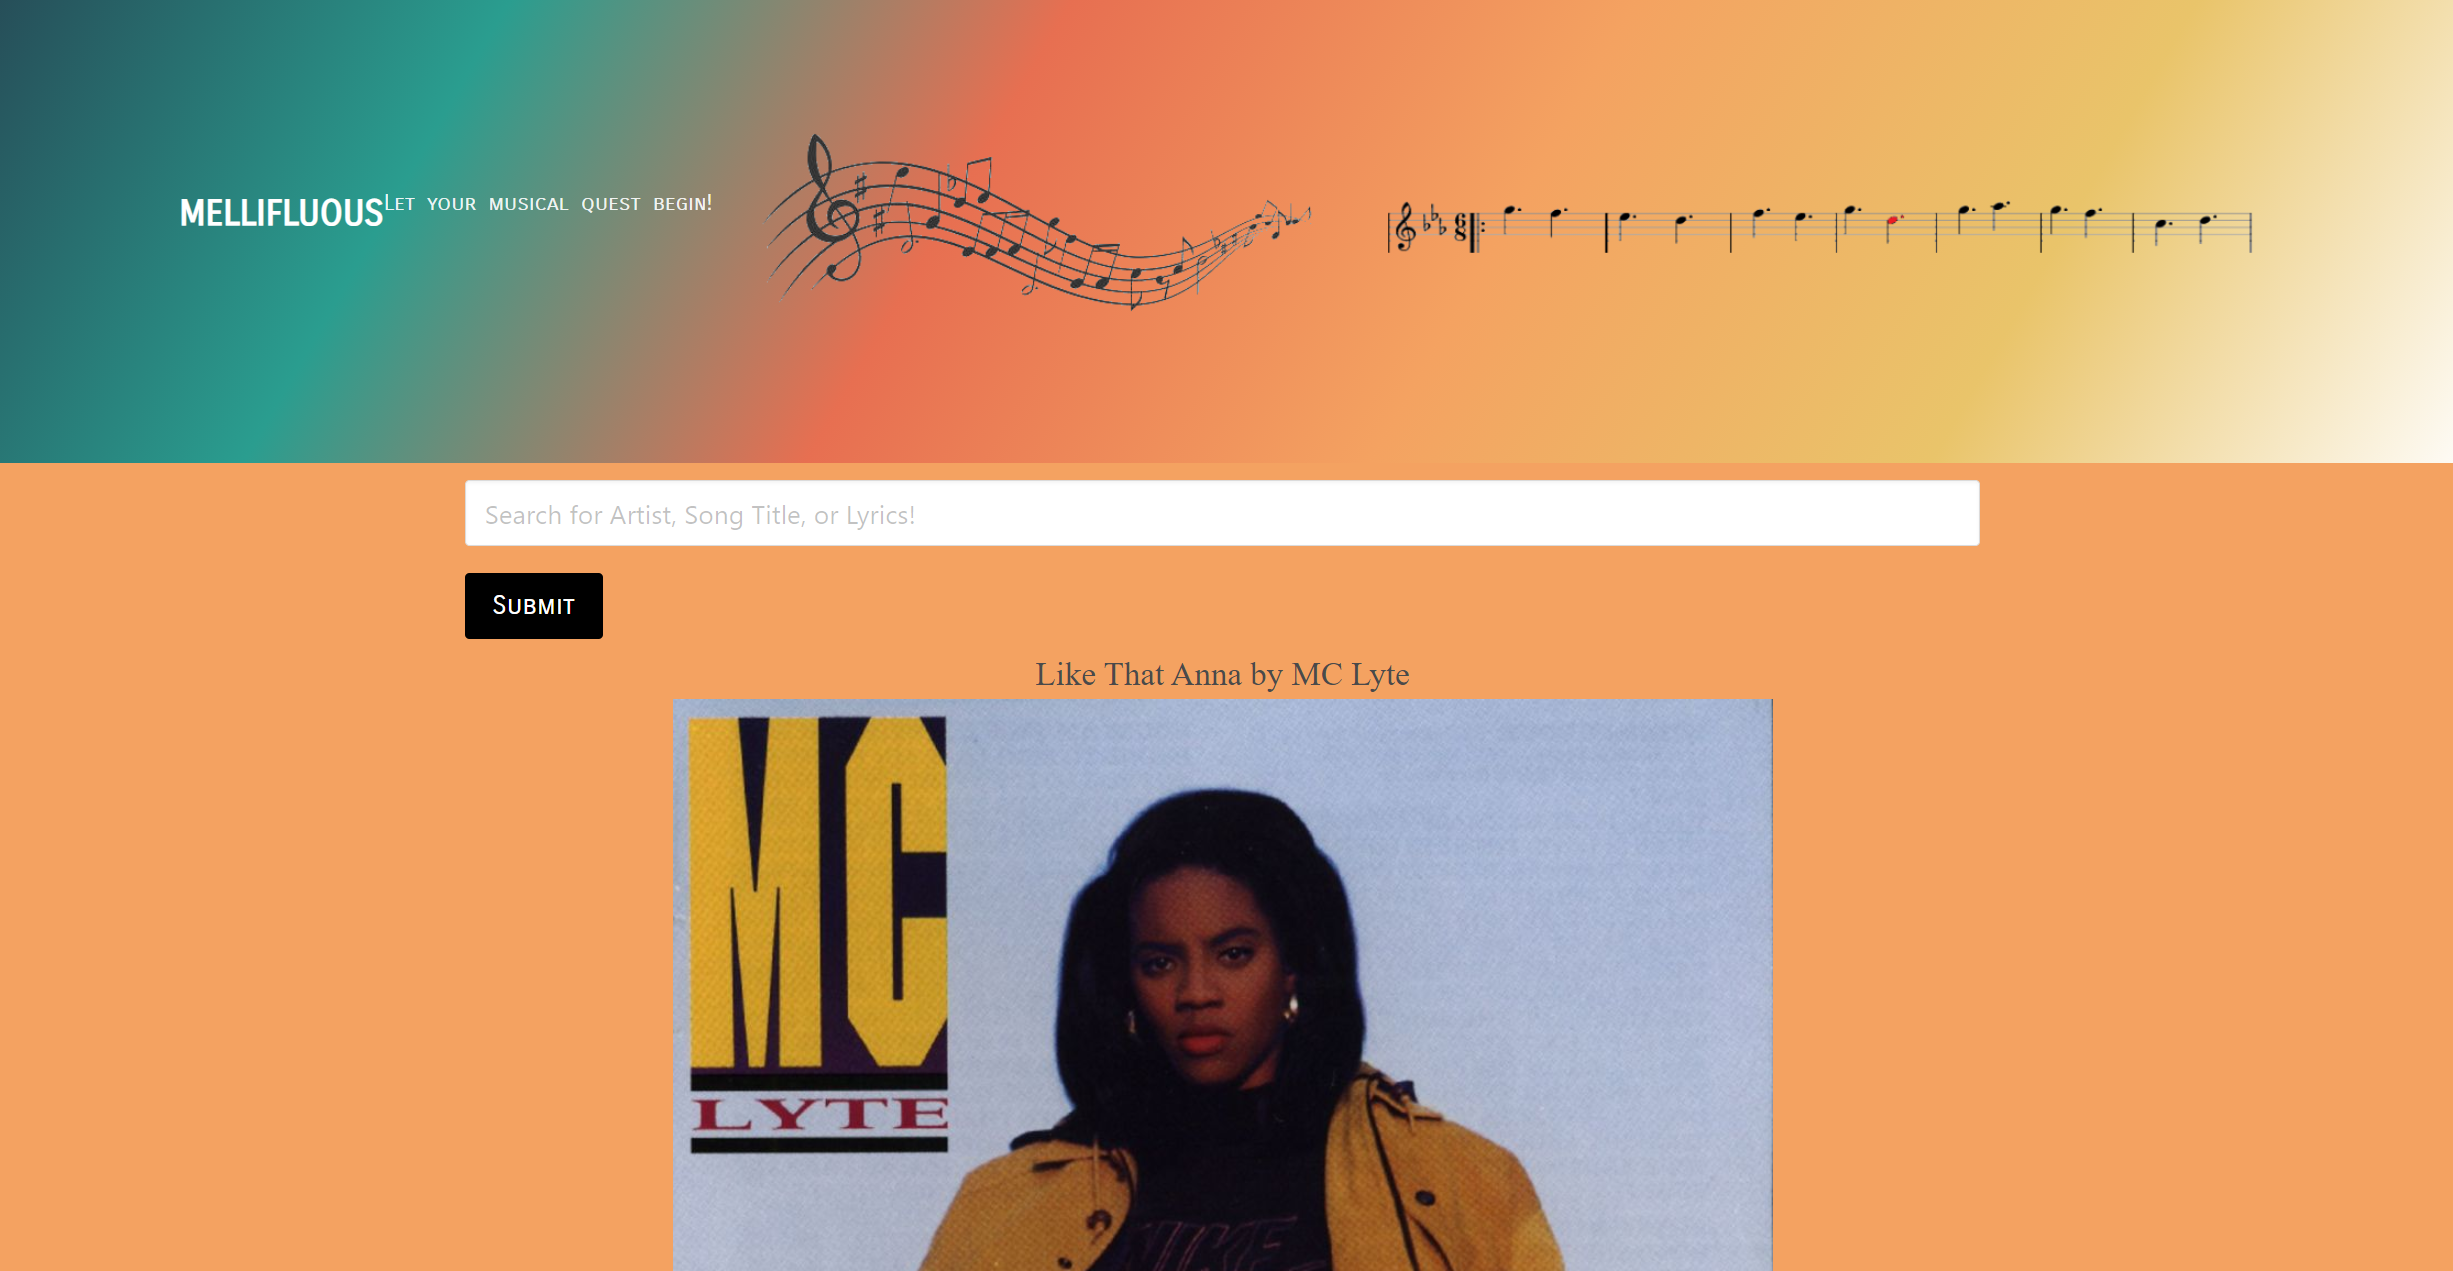 MELLIFLUOUS
Let your musical quest begin!
Search for Artist, Song Title, or Lyrics!
Submit
Like That Anna by MC Lyte
MC
LYTE